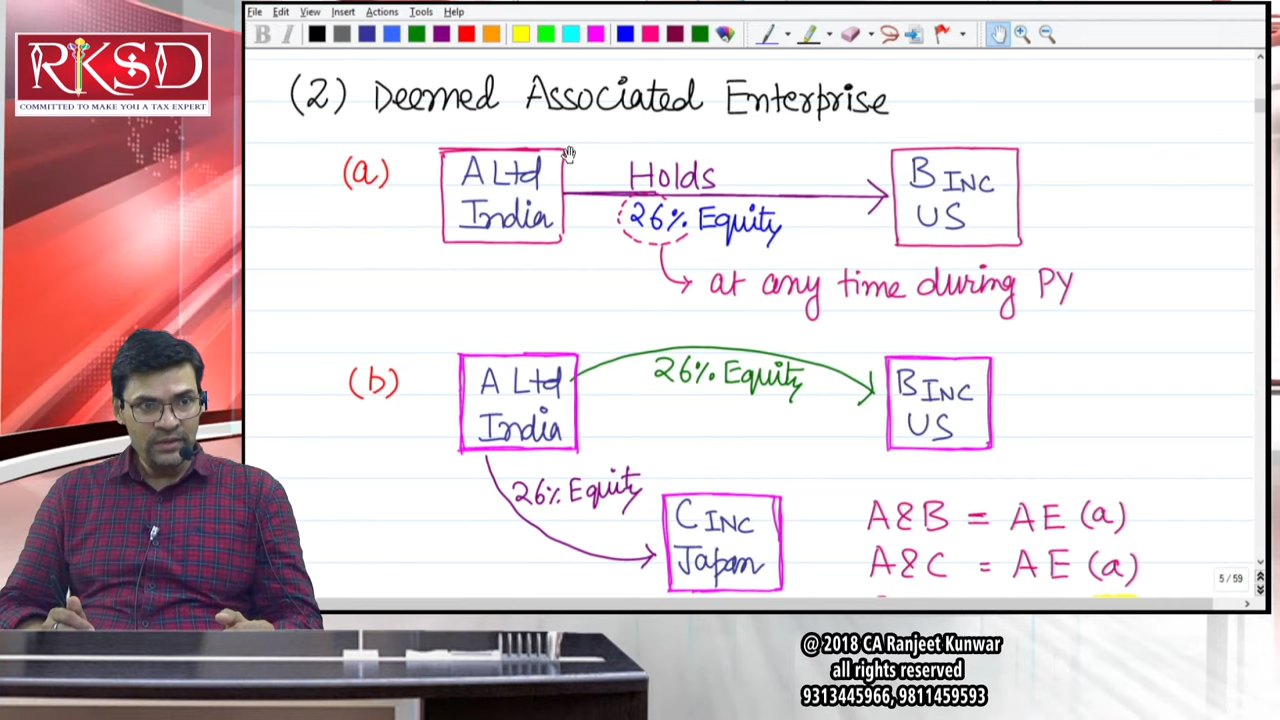 File Edit View Insert Actions Tools Help
B I
RKSD
COMMITTED TO MAKE YOU A TAX EXPERT
(2) Deemed Associated Enterprise
(a)
A Ltd
India
Holds
26% Equity
B INC
US
at any time during PY
(b)
A Ltd
India
26% Equity
B INC
US
26% Equity
C INC
Japan
A&B = AE (a)
A&C = AE (a)
5 / 59
@ 2018 CA Ranjeet Kunwar
all rights reserved
9313445966, 9811459593